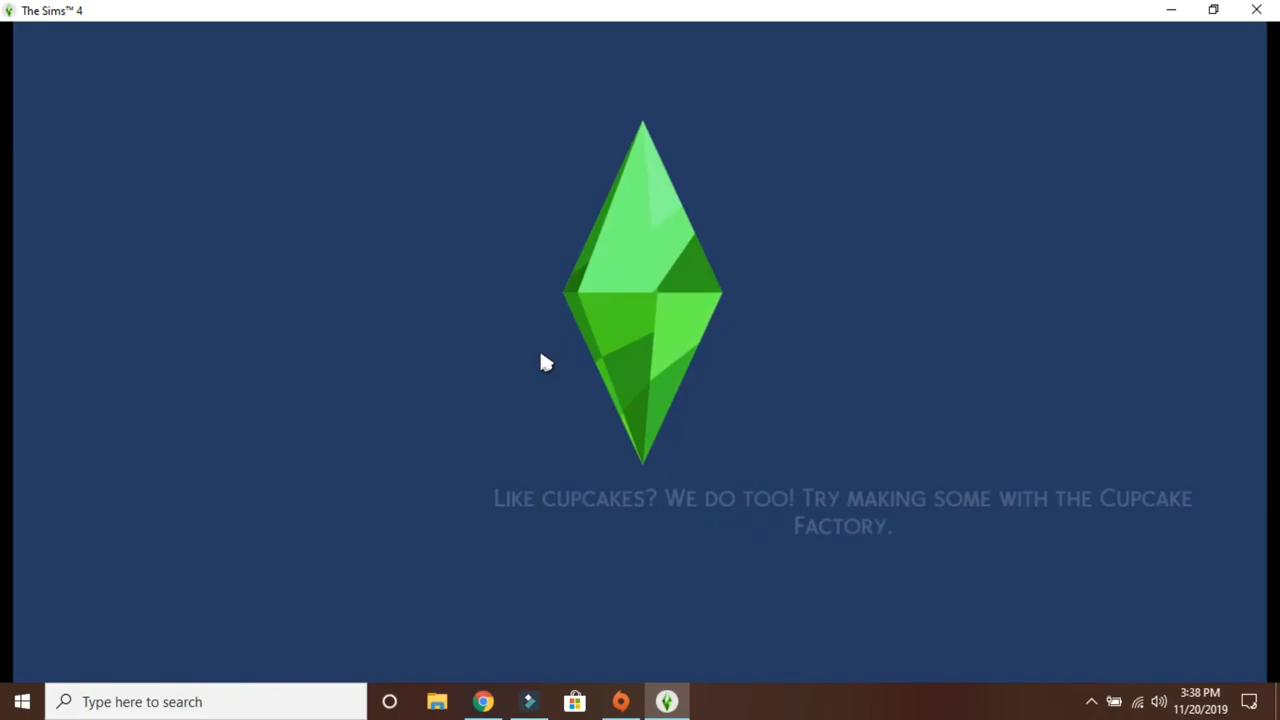 The Sims™ 4
Like cupcakes? We do too! Try making some with the Cupcake
Factory.
Type here to search
3:38 PM
11/20/2019